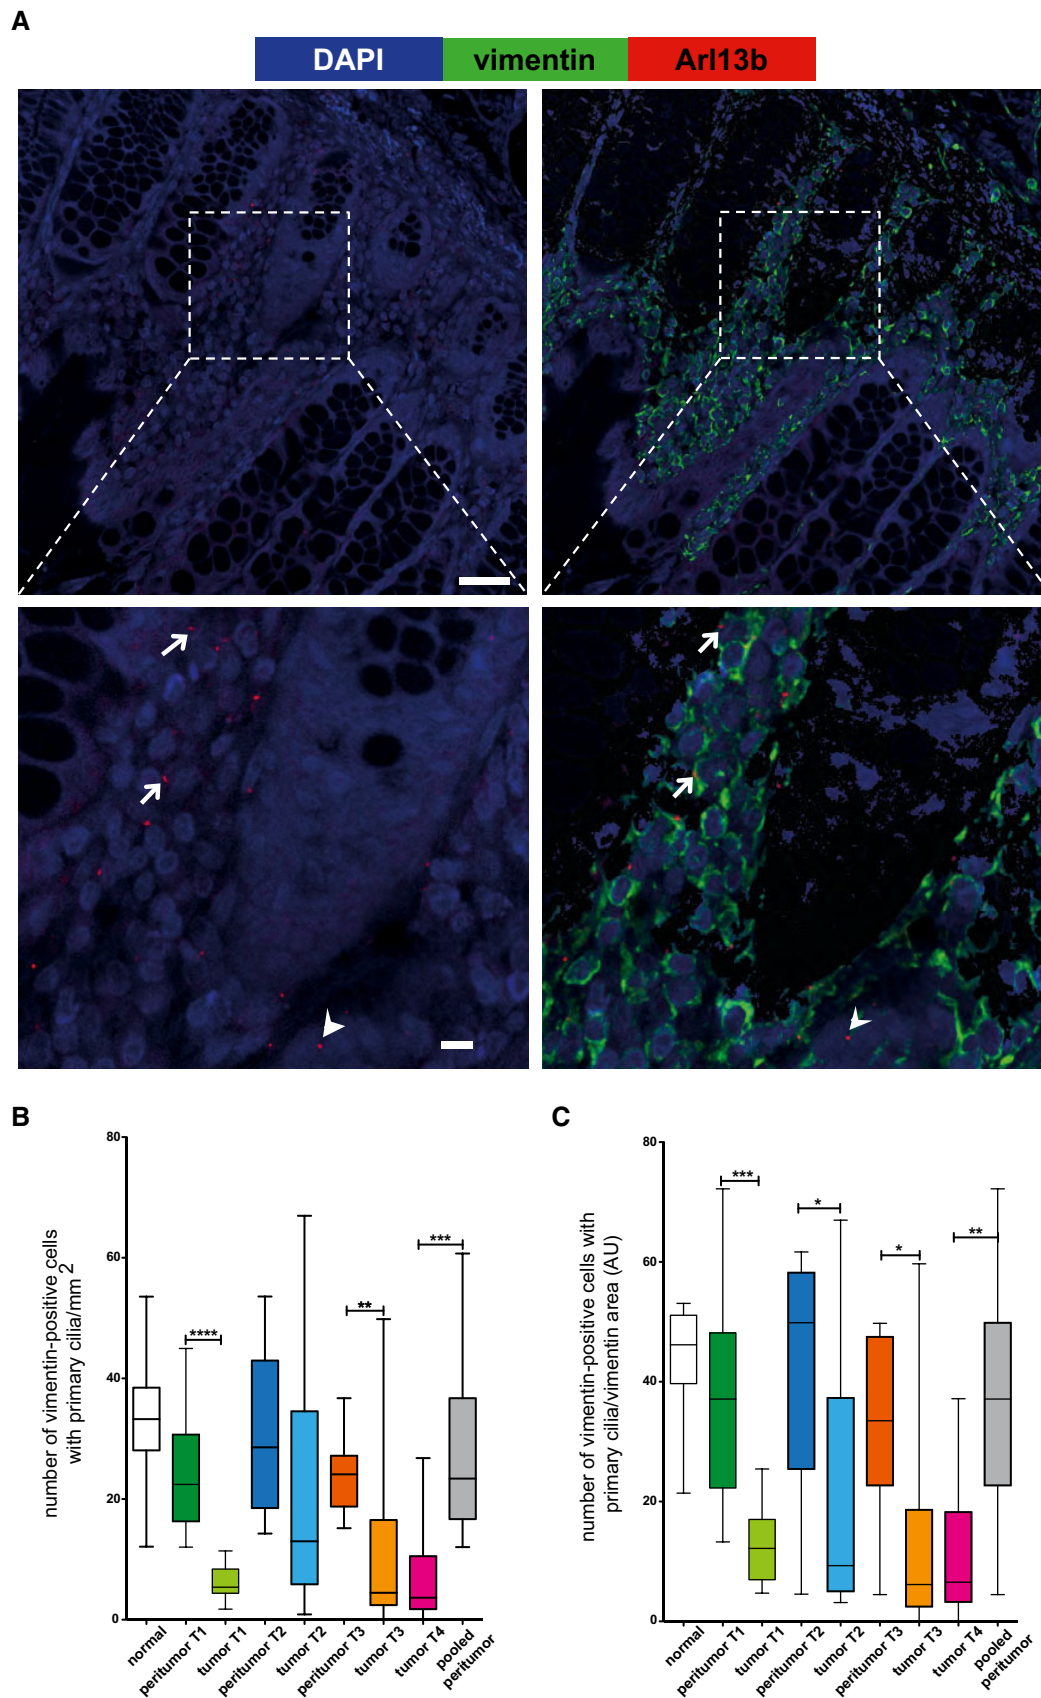 A
DAPI vimentin Arl13b
B
80
60
40
20
0
number of vimentin-positive cells
with primary cilia/mm 2
****
**
***
normal
peritumor T1
tumor T1
peritumor T2
tumor T2
peritumor T3
tumor T3
tumor T4
pooled
peritumor
C
80
60
40
20
0
number of vimentin-positive cells with
primary cilia/vimentin area (AU)
***
*
*
**
normal
peritumor T1
tumor T1
peritumor T2
tumor T2
peritumor T3
tumor T3
tumor T4
pooled
peritumor